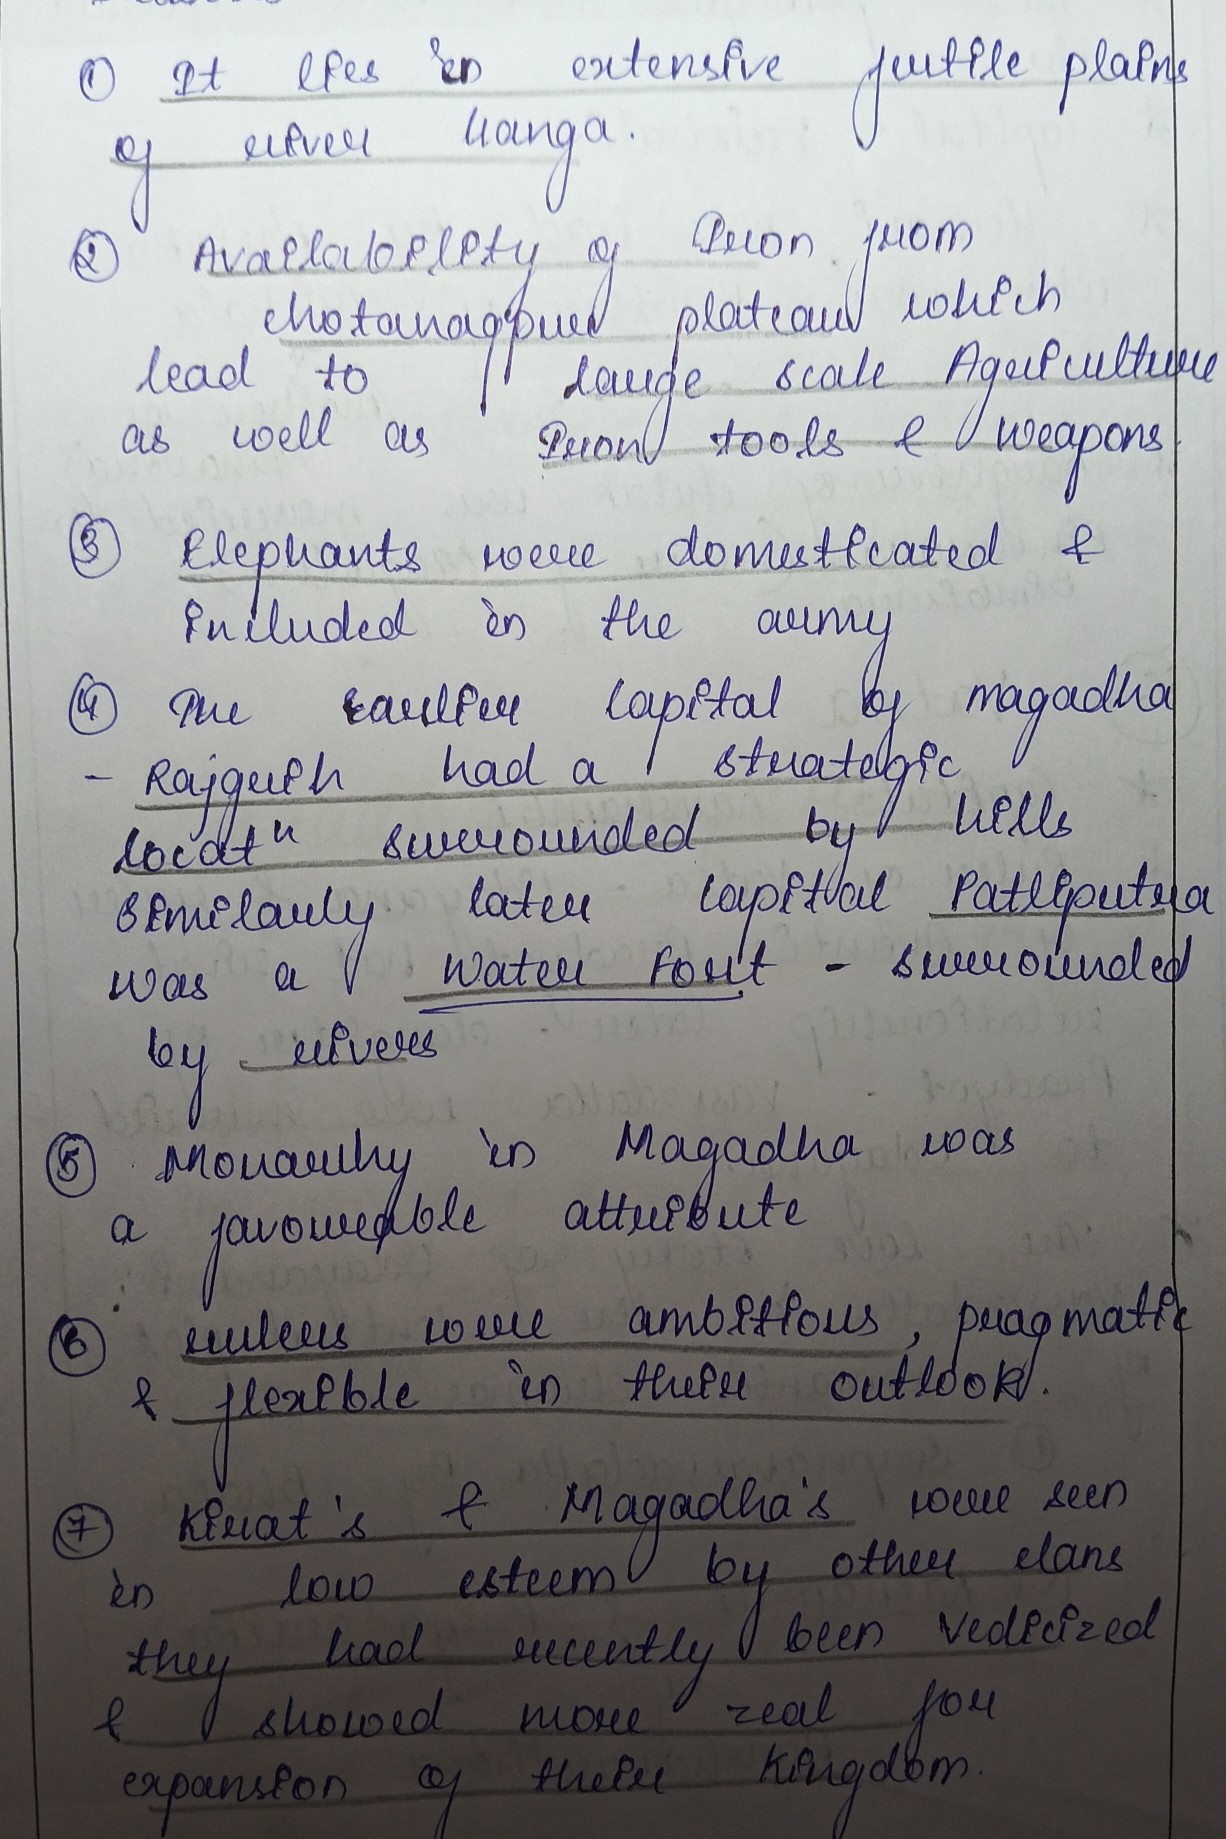 ① It lies in extensive fertile plains
of river Ganga.
② Availability of Iron from
chotanagpur plateau which
lead to large scale Agriculture
as well as Iron tools & weapons.
③ Elephants were domesticated &
included in the army
④ The earlier capital of magadha
- Rajgrih had a strategic
locatⁿ surrounded by hills
similarly later capital Patliputra
was a water Fort - surrounded
by rivers
⑤ Monarchy in Magadha was
a favourable attribute
⑥ rulers were ambitious, pragmatic
& flexible in their outlook.
⑦ Kirat's & Magadha's were seen
in low esteem by other clans
they had recently been vedicized
& showed more zeal for
expansion of their kingdom.